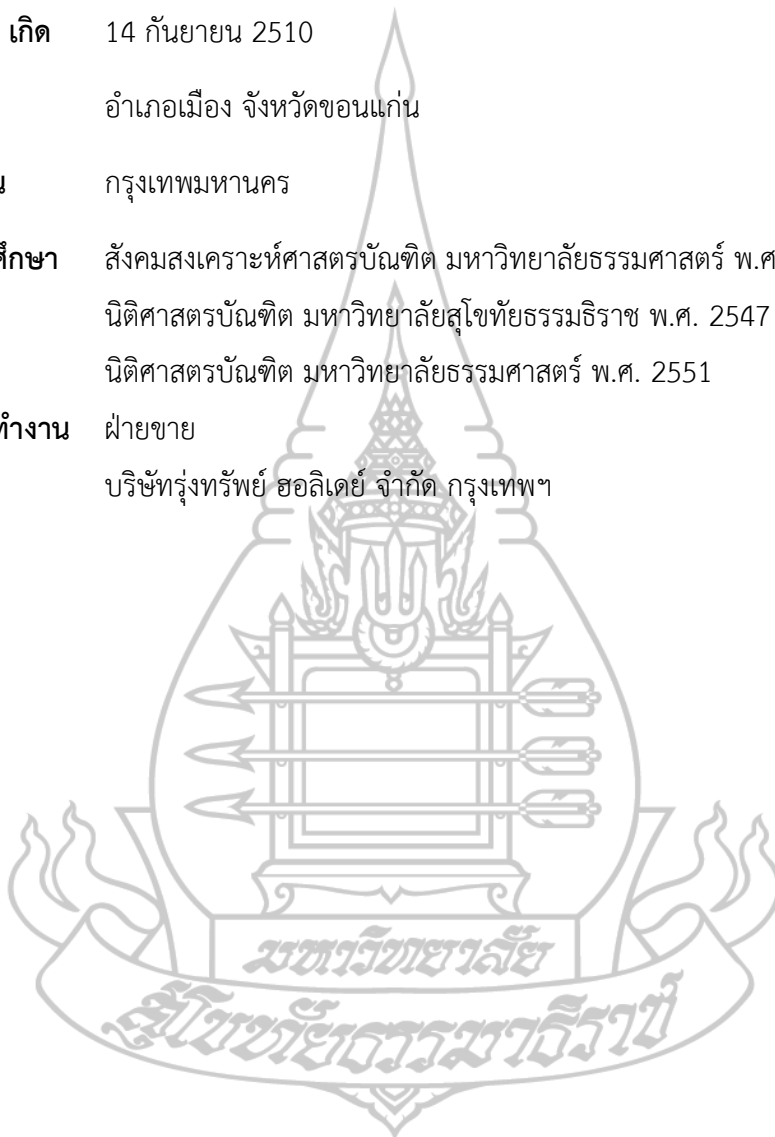 เกิด 14 กันยายน 2510
อำเภอเมือง จังหวัดขอนแก่น
กรุงเทพมหานคร
ศึกษา สังคมสงเคราะห์ศาสตรบัณฑิต มหาวิทยาลัยธรรมศาสตร์ พ.ศ
นิติศาสตรบัณฑิต มหาวิทยาลัยสุโขทัยธรรมธิราช พ.ศ. 2547
นิติศาสตรบัณฑิต มหาวิทยาลัยธรรมศาสตร์ พ.ศ. 2551
ทำงาน ฝ่ายขาย
บริษัทรุ่งทรัพย์ ฮอลิเดย์ จำกัด กรุงเทพฯ
มหาวิทยาลัย
สุโขทัยธรรมาธิราช